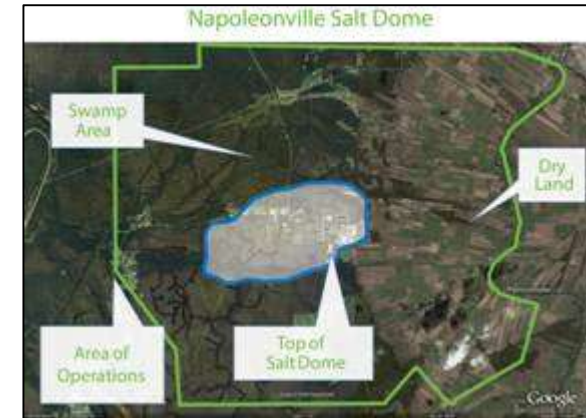 Napoleonville Salt Dome
Swamp
Area
Dry
Land
Area of
Operations
Top of
Salt Dome
Google